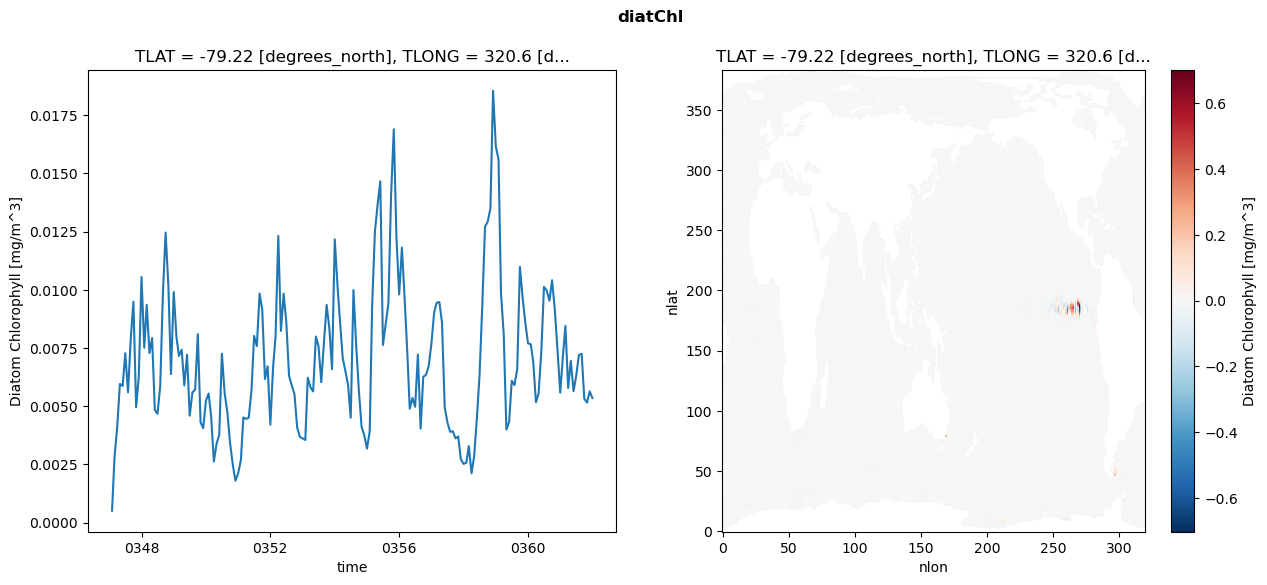 diatChl
TLAT = -79.22 [degrees_north], TLONG = 320.6 [d...
Diatom Chlorophyll [mg/m^3]
0.0175
0.0150
0.0125
0.0100
0.0075
0.0050
0.0025
0.0000
0348 0352 0356 0360
time
TLAT = -79.22 [degrees_north], TLONG = 320.6 [d...
nlat
350
300
250
200
150
100
50
0
0 50 100 150 200 250 300
nlon
0.6
0.4
0.2
0.0
−0.2
−0.4
−0.6
Diatom Chlorophyll [mg/m^3]